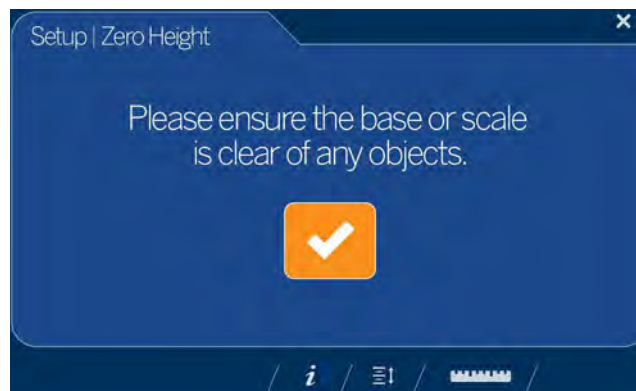 Setup | Zero Height
Please ensure the base or scale
is clear of any objects.
i